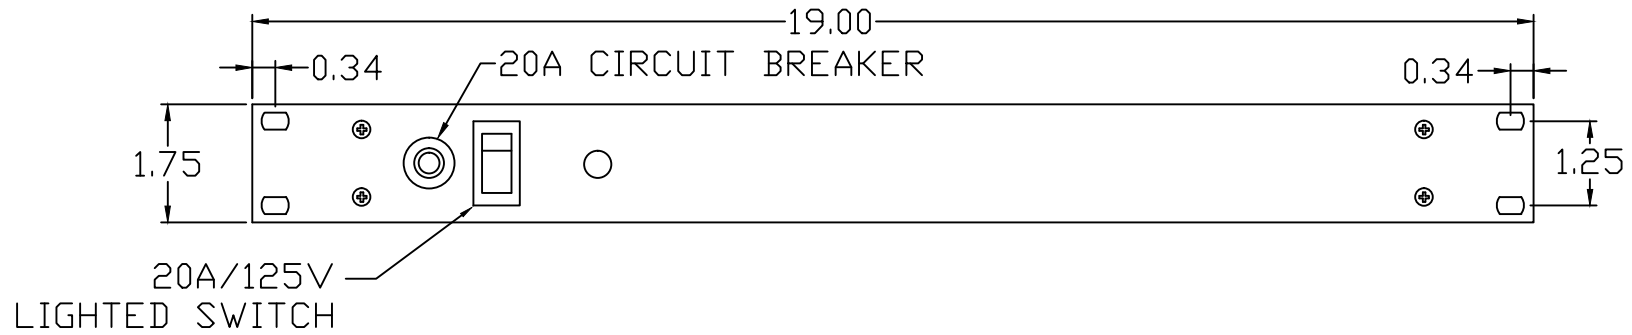 19.00
20A CIRCUIT BREAKER
0.34
0.34
1.75
1.25
20A/125V
LIGHTED SWITCH